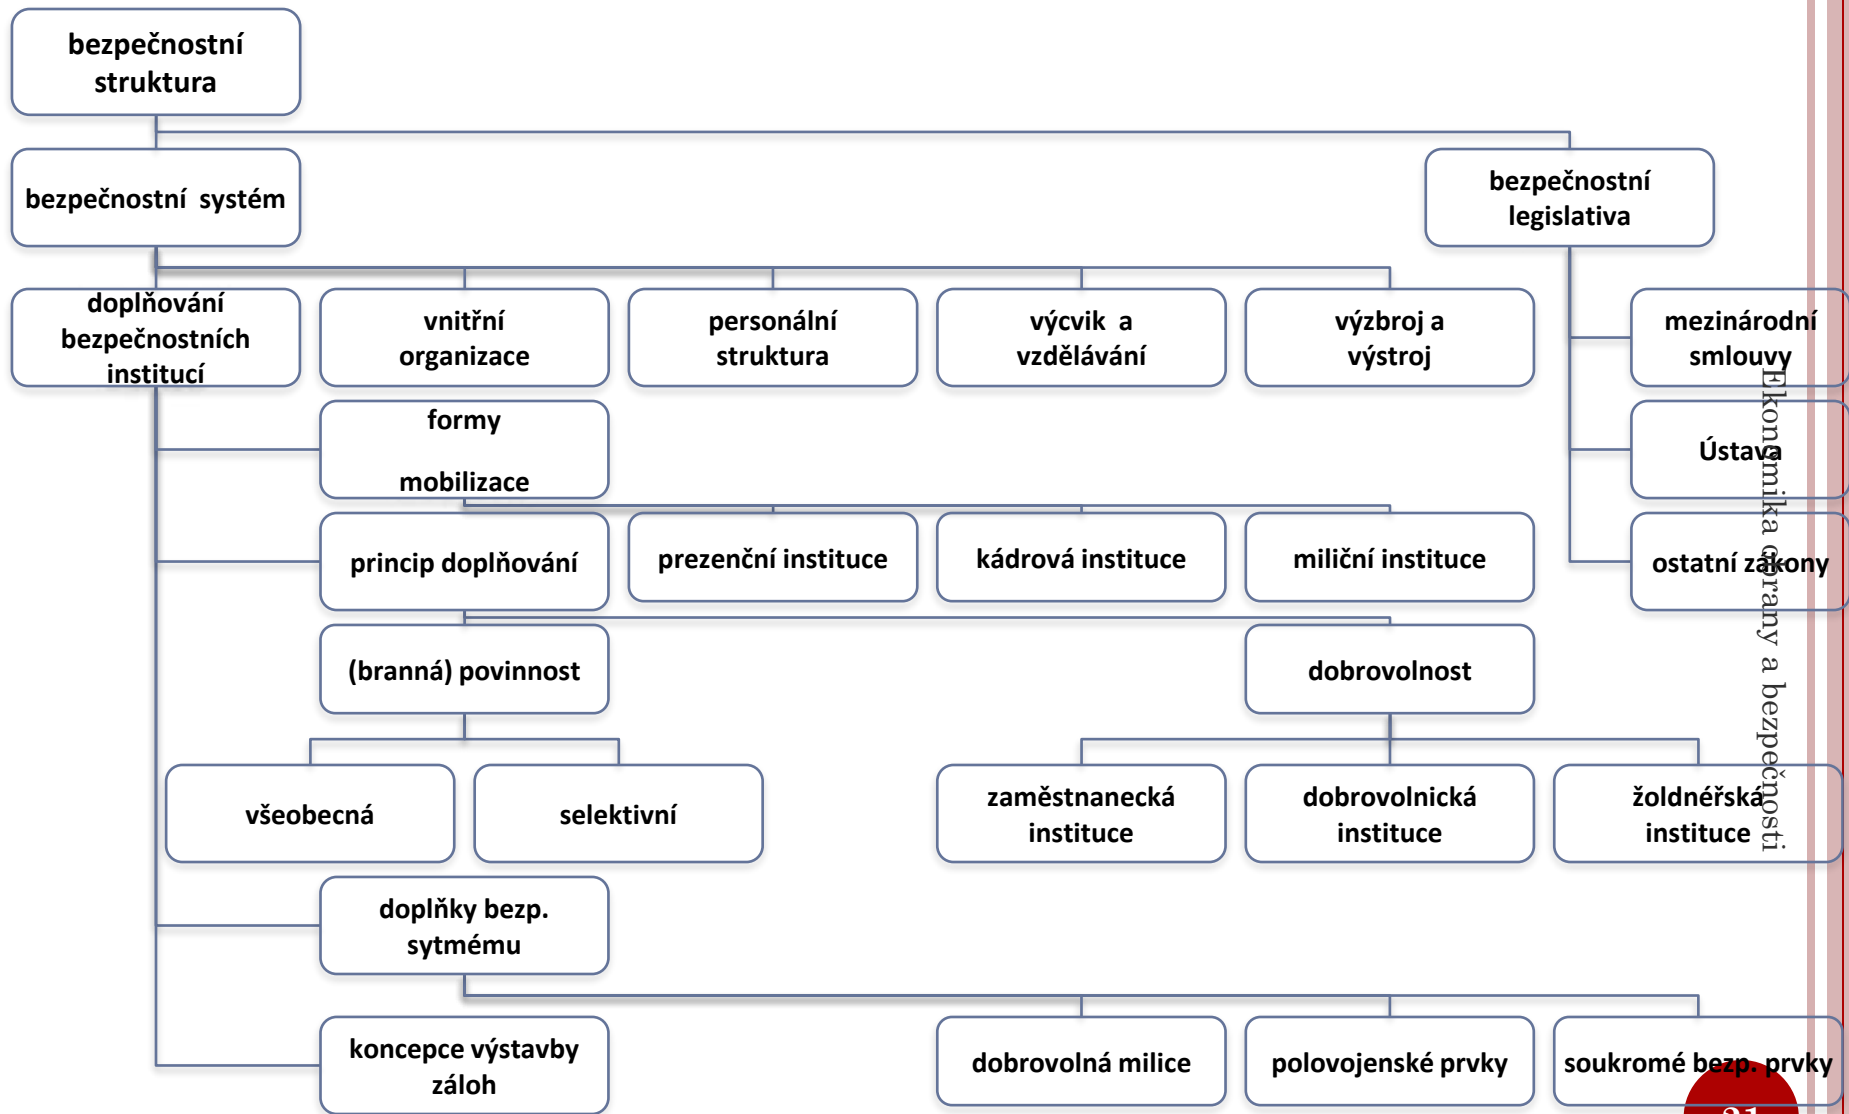 bezpečnostní
struktura
bezpečnostní systém
bezpečnostní
legislativa
doplňování
bezpečnostních
institucí
vnitřní
organizace
personální
struktura
výcvik a
vzdělávání
výzbroj a
výstroj
mezinárodní
smlouvy
formy
mobilizace
Ústava
princip doplňování
prezenční instituce
kádrová instituce
miliční instituce
ostatní zákony
(branná) povinnost
dobrovolnost
všeobecná
selektivní
zaměstnanecká
instituce
dobrovolnická
instituce
žoldnéřská
instituce
doplňky bezp.
sytmému
koncepce výstavby
záloh
dobrovolná milice
polovojenské prvky
soukromé bezp. prvky
Ekonomika obrany a bezpečnosti